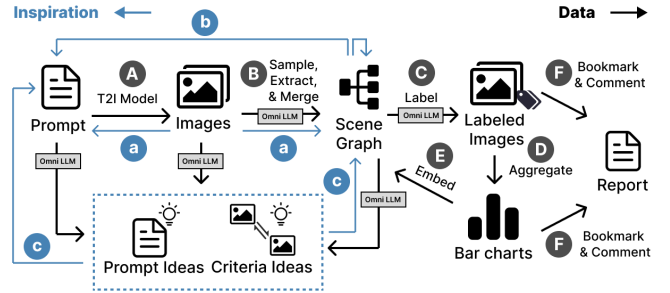 Inspiration
Data
b
A
T2I Model
B
Sample,
Extract,
& Merge
Omni LLM
C
Label
Omni LLM
F
Bookmark
& Comment
Prompt
Images
Scene
Graph
Labeled
Images
a
a
Omni LLM
Omni LLM
E
Embed
D
Aggregate
Report
c
Omni LLM
c
Prompt Ideas
Criteria Ideas
Bar charts
F
Bookmark
& Comment